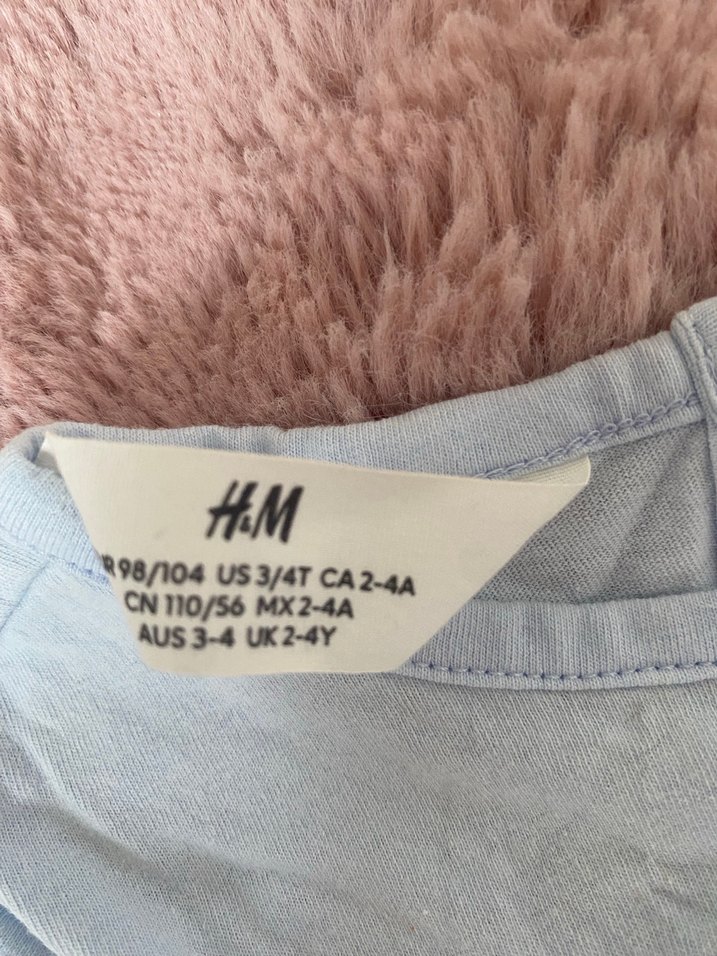 H&M
98/104 US 3/4T CA 2-4A
CN 110/56 MX 2-4A
AUS 3-4 UK 2-4Y